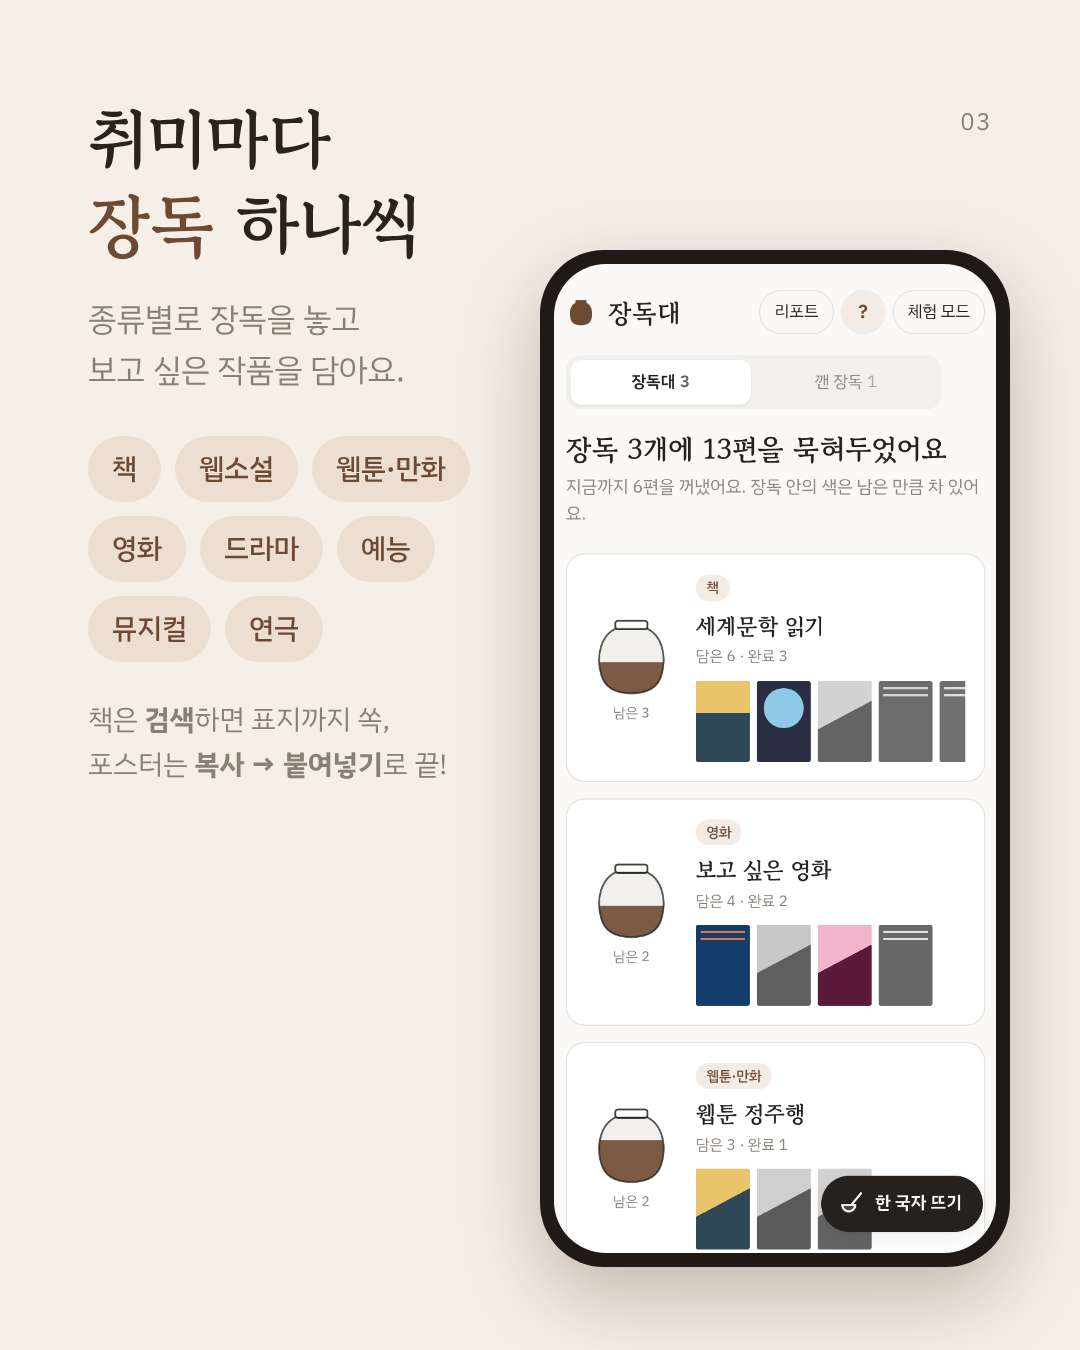 취미마다
장독 하나씩
03
종류별로 장독을 놓고
보고 싶은 작품을 담아요.
책 웹소설 웹툰·만화
영화 드라마 예능
뮤지컬 연극
책은 검색하면 표지까지 쏙,
포스터는 복사 → 붙여넣기로 끝!
장독대 리포트 ? 체험 모드
장독대 3 깬 장독 1
장독 3개에 13편을 묵혀두었어요
지금까지 6편을 꺼냈어요. 장독 안의 색은 남은 만큼 차 있어
요.
책
세계문학 읽기
담은 6 · 완료 3
남은 3
영화
보고 싶은 영화
담은 4 · 완료 2
남은 2
웹툰·만화
웹툰 정주행
담은 3 · 완료 1
남은 2
한 국자 뜨기